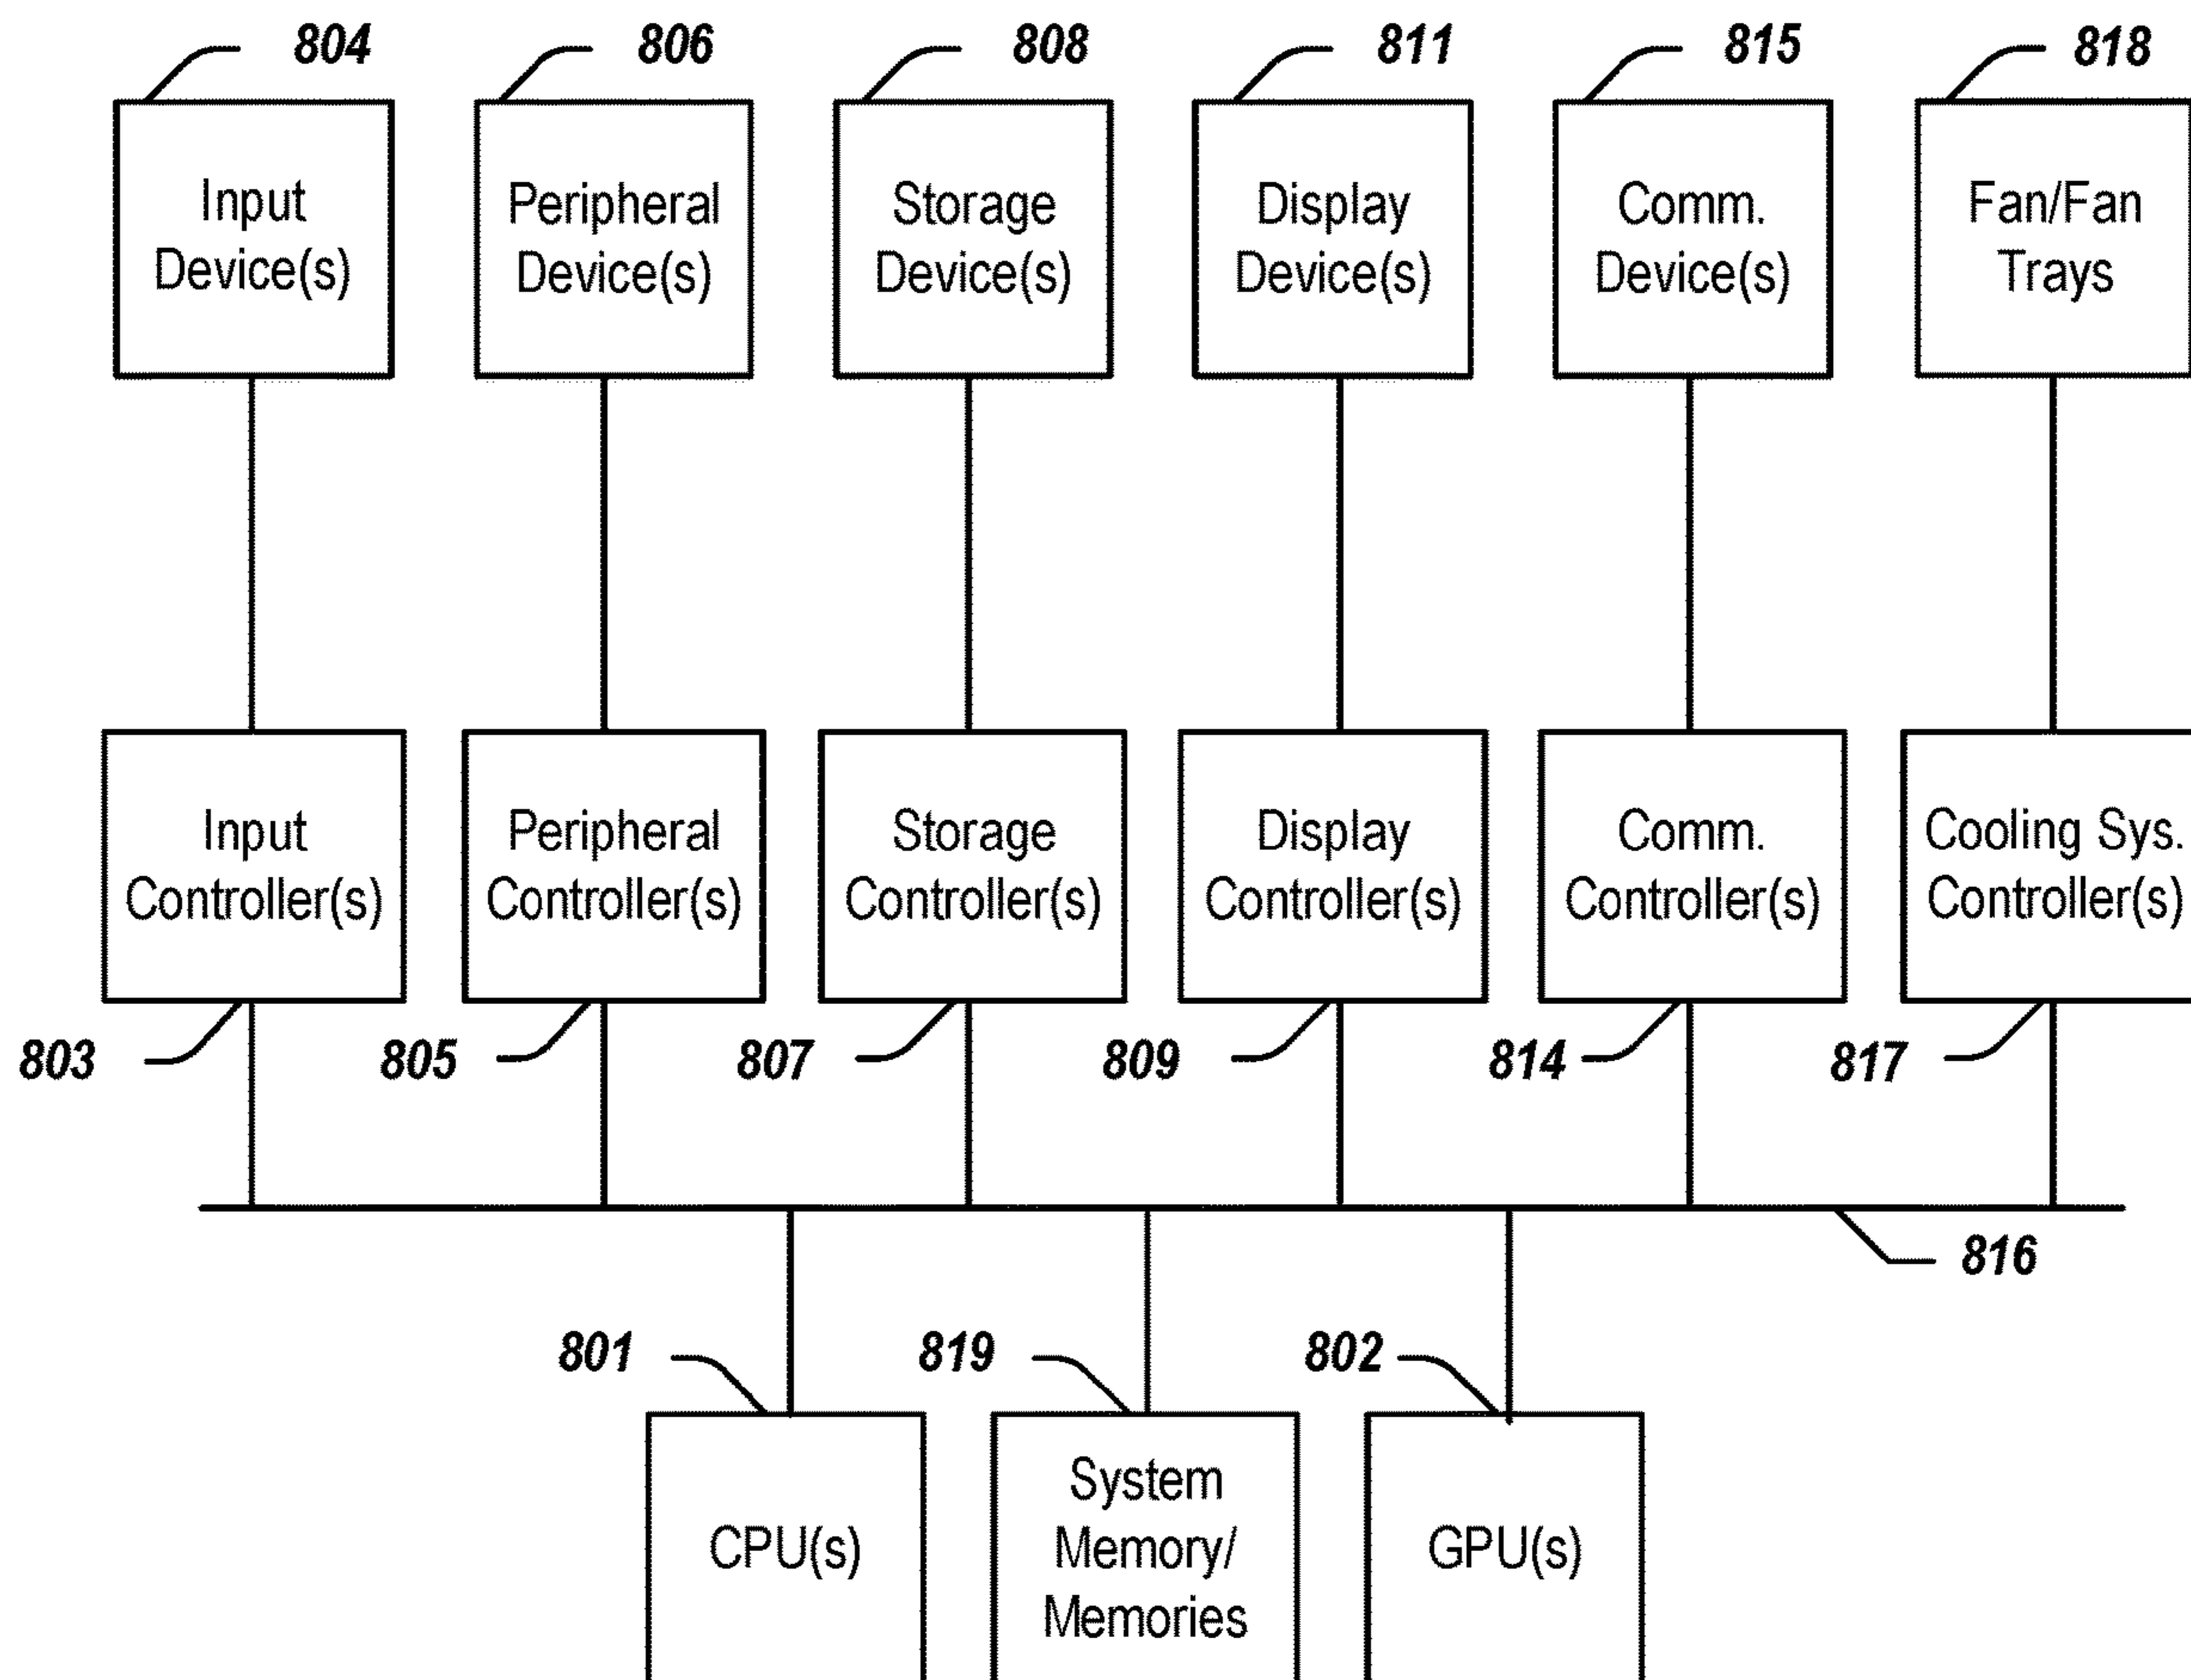 804
806
808
811
815
818
Input
Device(s)
Peripheral
Device(s)
Storage
Device(s)
Display
Device(s)
Comm.
Device(s)
Fan/Fan
Trays
Input
Controller(s)
Peripheral
Controller(s)
Storage
Controller(s)
Display
Controller(s)
Comm.
Controller(s)
Cooling Sys.
Controller(s)
803
805
807
809
814
817
816
801
819
802
CPU(s)
System
Memory/
Memories
GPU(s)